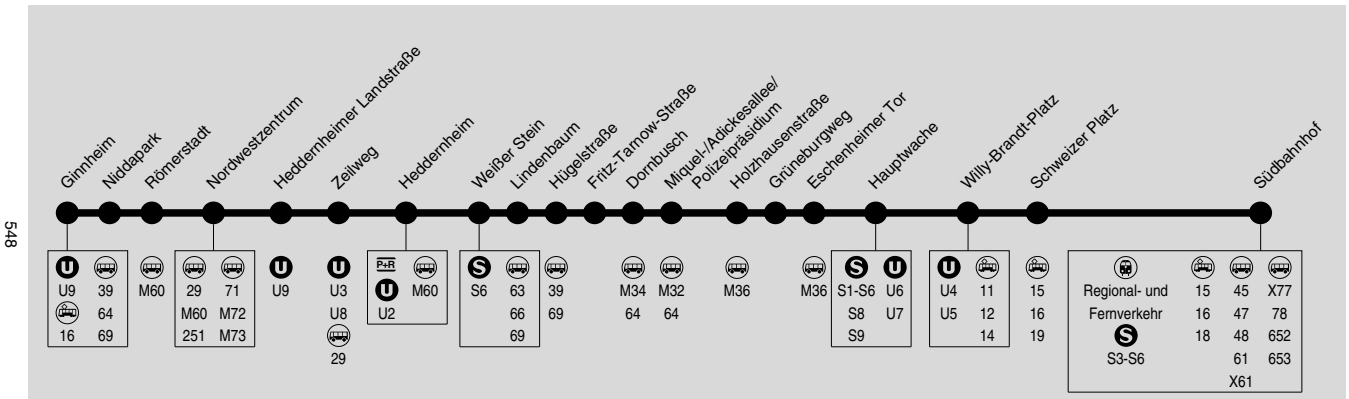 548
Ginnheim
Niddapark
Römerstadt
Nordwestzentrum
Heddernheimer Landstraße
Zeilweg
Heddernheim
Weißer Stein
Lindenbaum
Hügelstraße
Fritz-Tarnow-Straße
Dornbusch
Miquel-/Adickesallee/
Polizeipräsidium
Holzhausenstraße
Grüneburgweg
Eschenheimer Tor
Hauptwache
Willy-Brandt-Platz
Schweizer Platz
Südbahnhof
U
U9
16
39
64
69
M60
29
M60
251
71
M72
M73
U
U9
U
U3
U8
29
P+R
U
U2
M60
S
S6
63
66
69
39
69
M34
64
M32
64
M36
M36
S
S1-S6
S8
S9
U
U6
U7
U
U4
U5
11
12
14
15
16
19
Regional- und
Fernverkehr
S
S3-S6
15
16
18
45
47
48
61
X61
X77
78
652
653